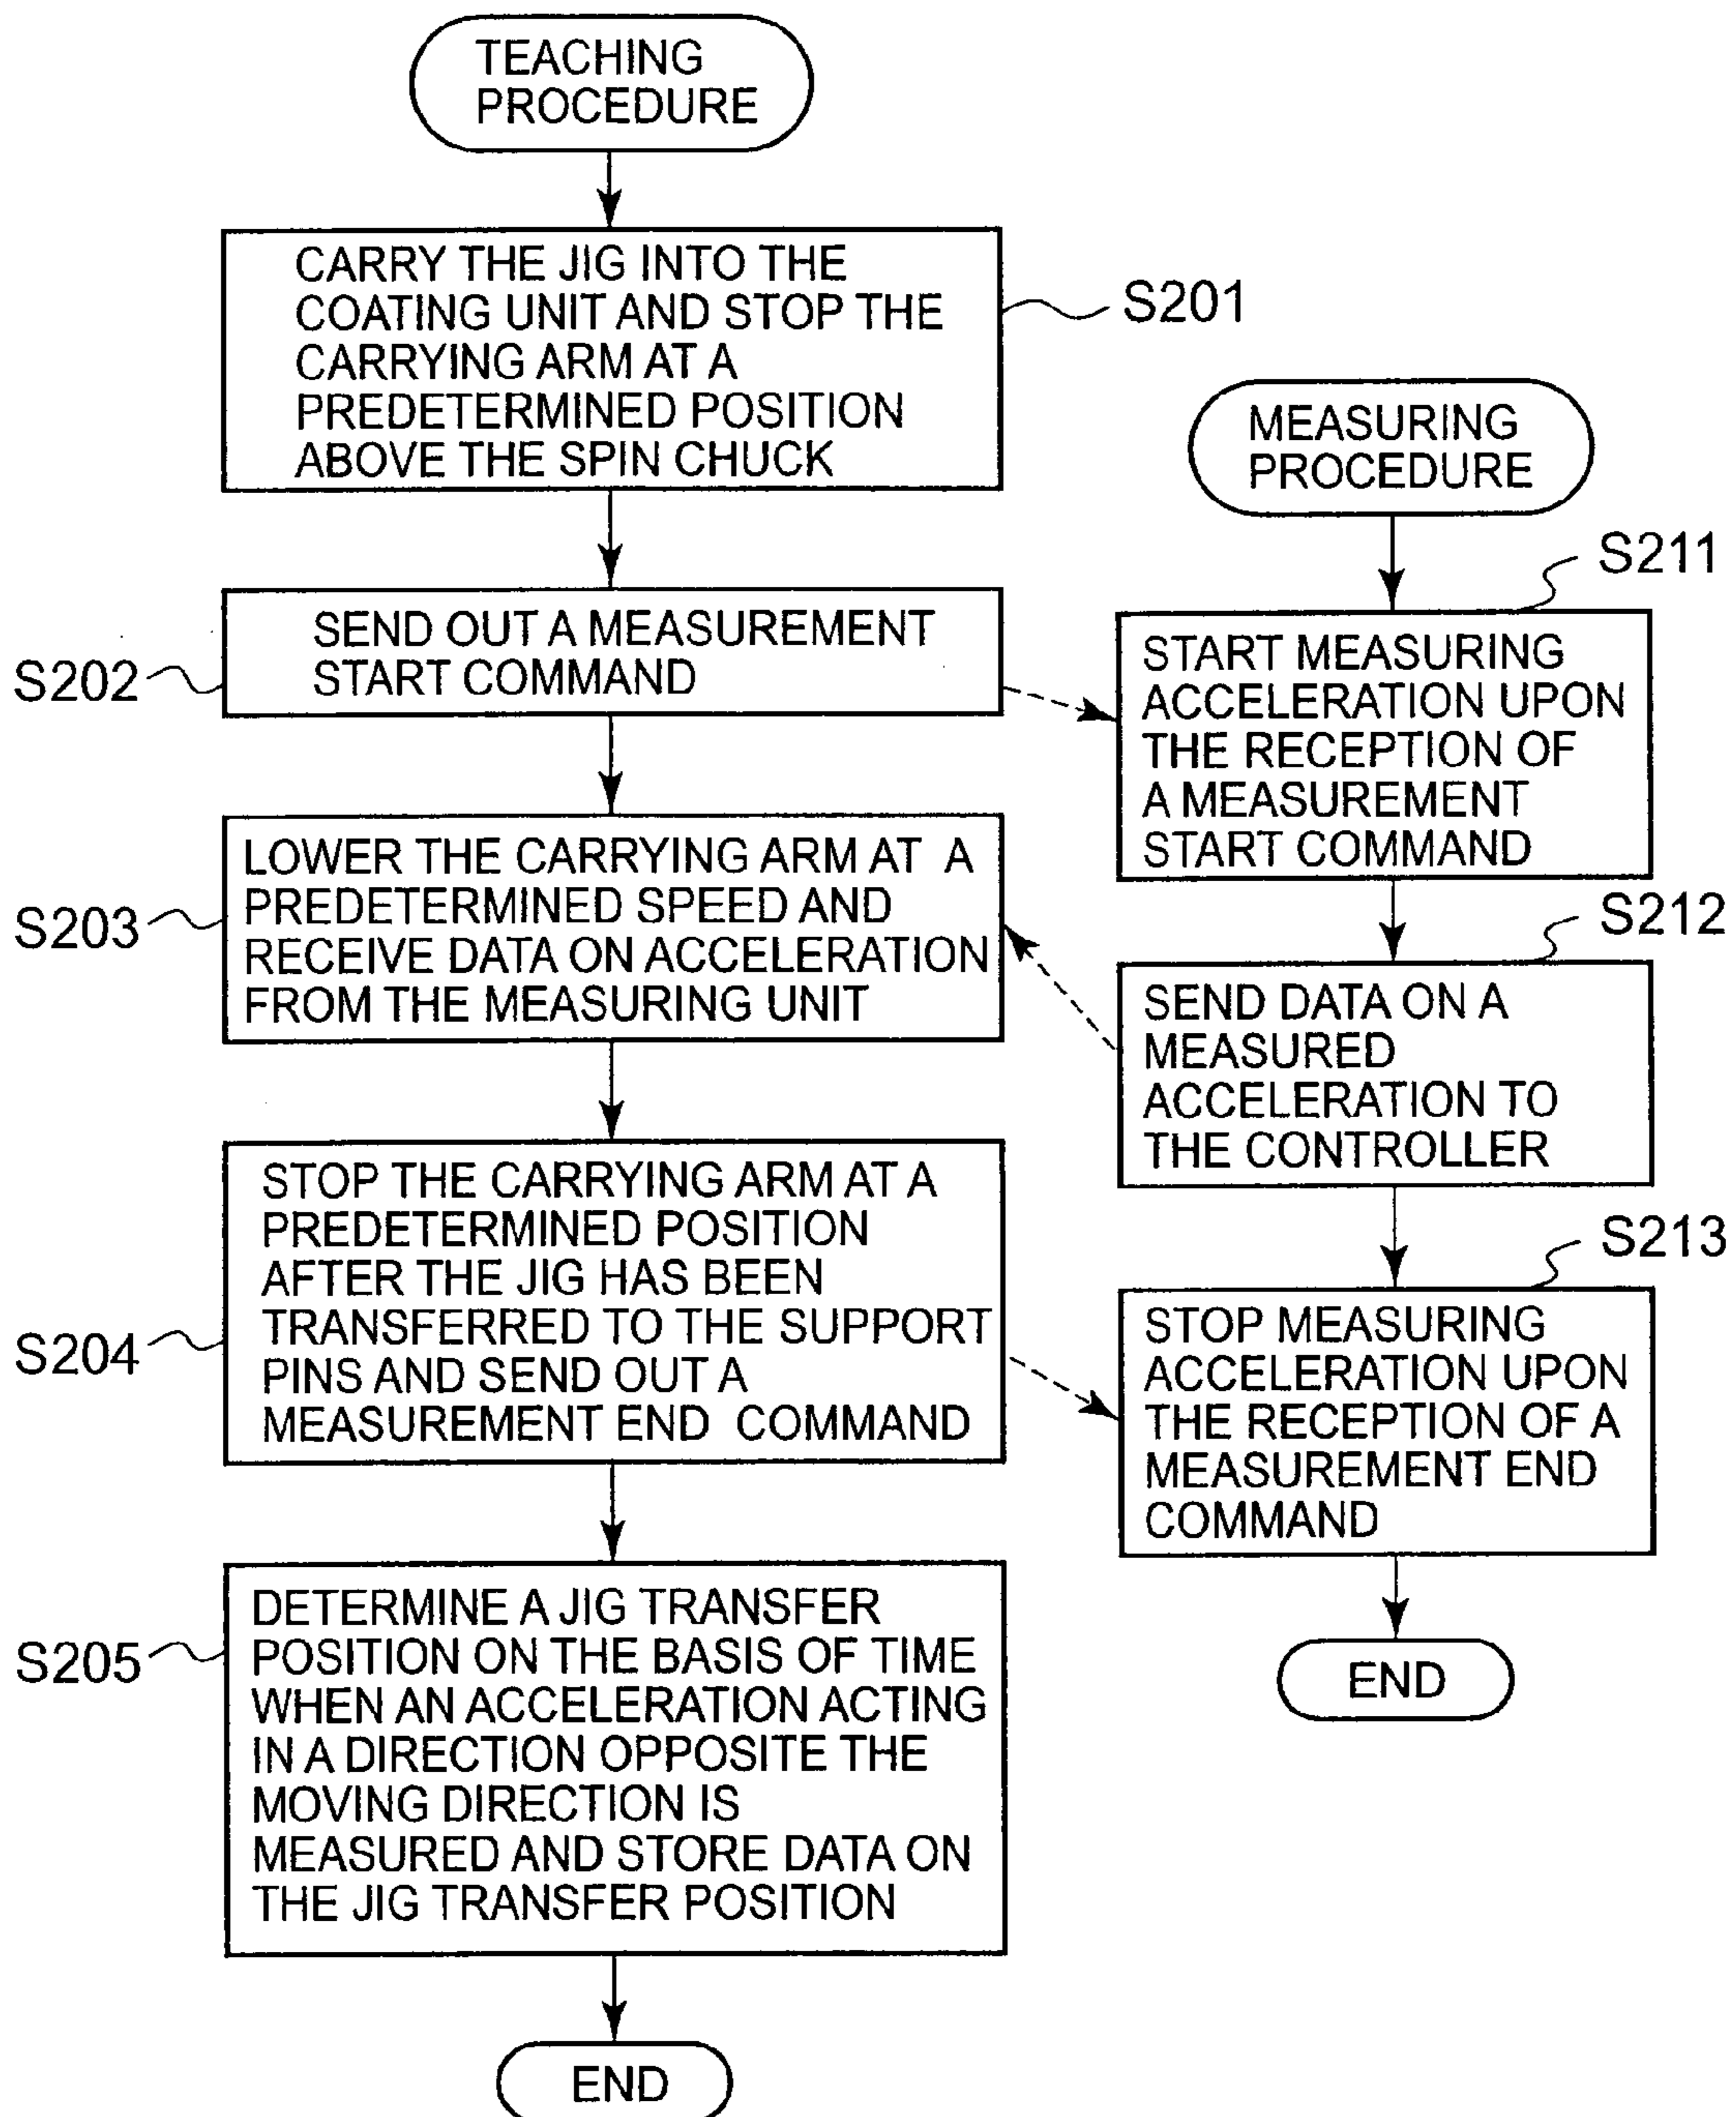 TEACHING
PROCEDURE
CARRY THE JIG INTO THE
COATING UNIT AND STOP THE
CARRYING ARM AT A
PREDETERMINED POSITION
ABOVE THE SPIN CHUCK
S201
SEND OUT A MEASUREMENT
START COMMAND
S202
LOWER THE CARRYING ARM AT A
PREDETERMINED SPEED AND
RECEIVE DATA ON ACCELERATION
FROM THE MEASURING UNIT
S203
STOP THE CARRYING ARM AT A
PREDETERMINED POSITION
AFTER THE JIG HAS BEEN
TRANSFERRED TO THE SUPPORT
PINS AND SEND OUT A
MEASUREMENT END COMMAND
S204
DETERMINE A JIG TRANSFER
POSITION ON THE BASIS OF TIME
WHEN AN ACCELERATION ACTING
IN A DIRECTION OPPOSITE THE
MOVING DIRECTION IS
MEASURED AND STORE DATA ON
THE JIG TRANSFER POSITION
S205
END
MEASURING
PROCEDURE
S211
START MEASURING
ACCELERATION UPON
THE RECEPTION OF
A MEASUREMENT
START COMMAND
S212
SEND DATA ON A
MEASURED
ACCELERATION TO
THE CONTROLLER
S213
STOP MEASURING
ACCELERATION UPON
THE RECEPTION OF A
MEASUREMENT END
COMMAND
END